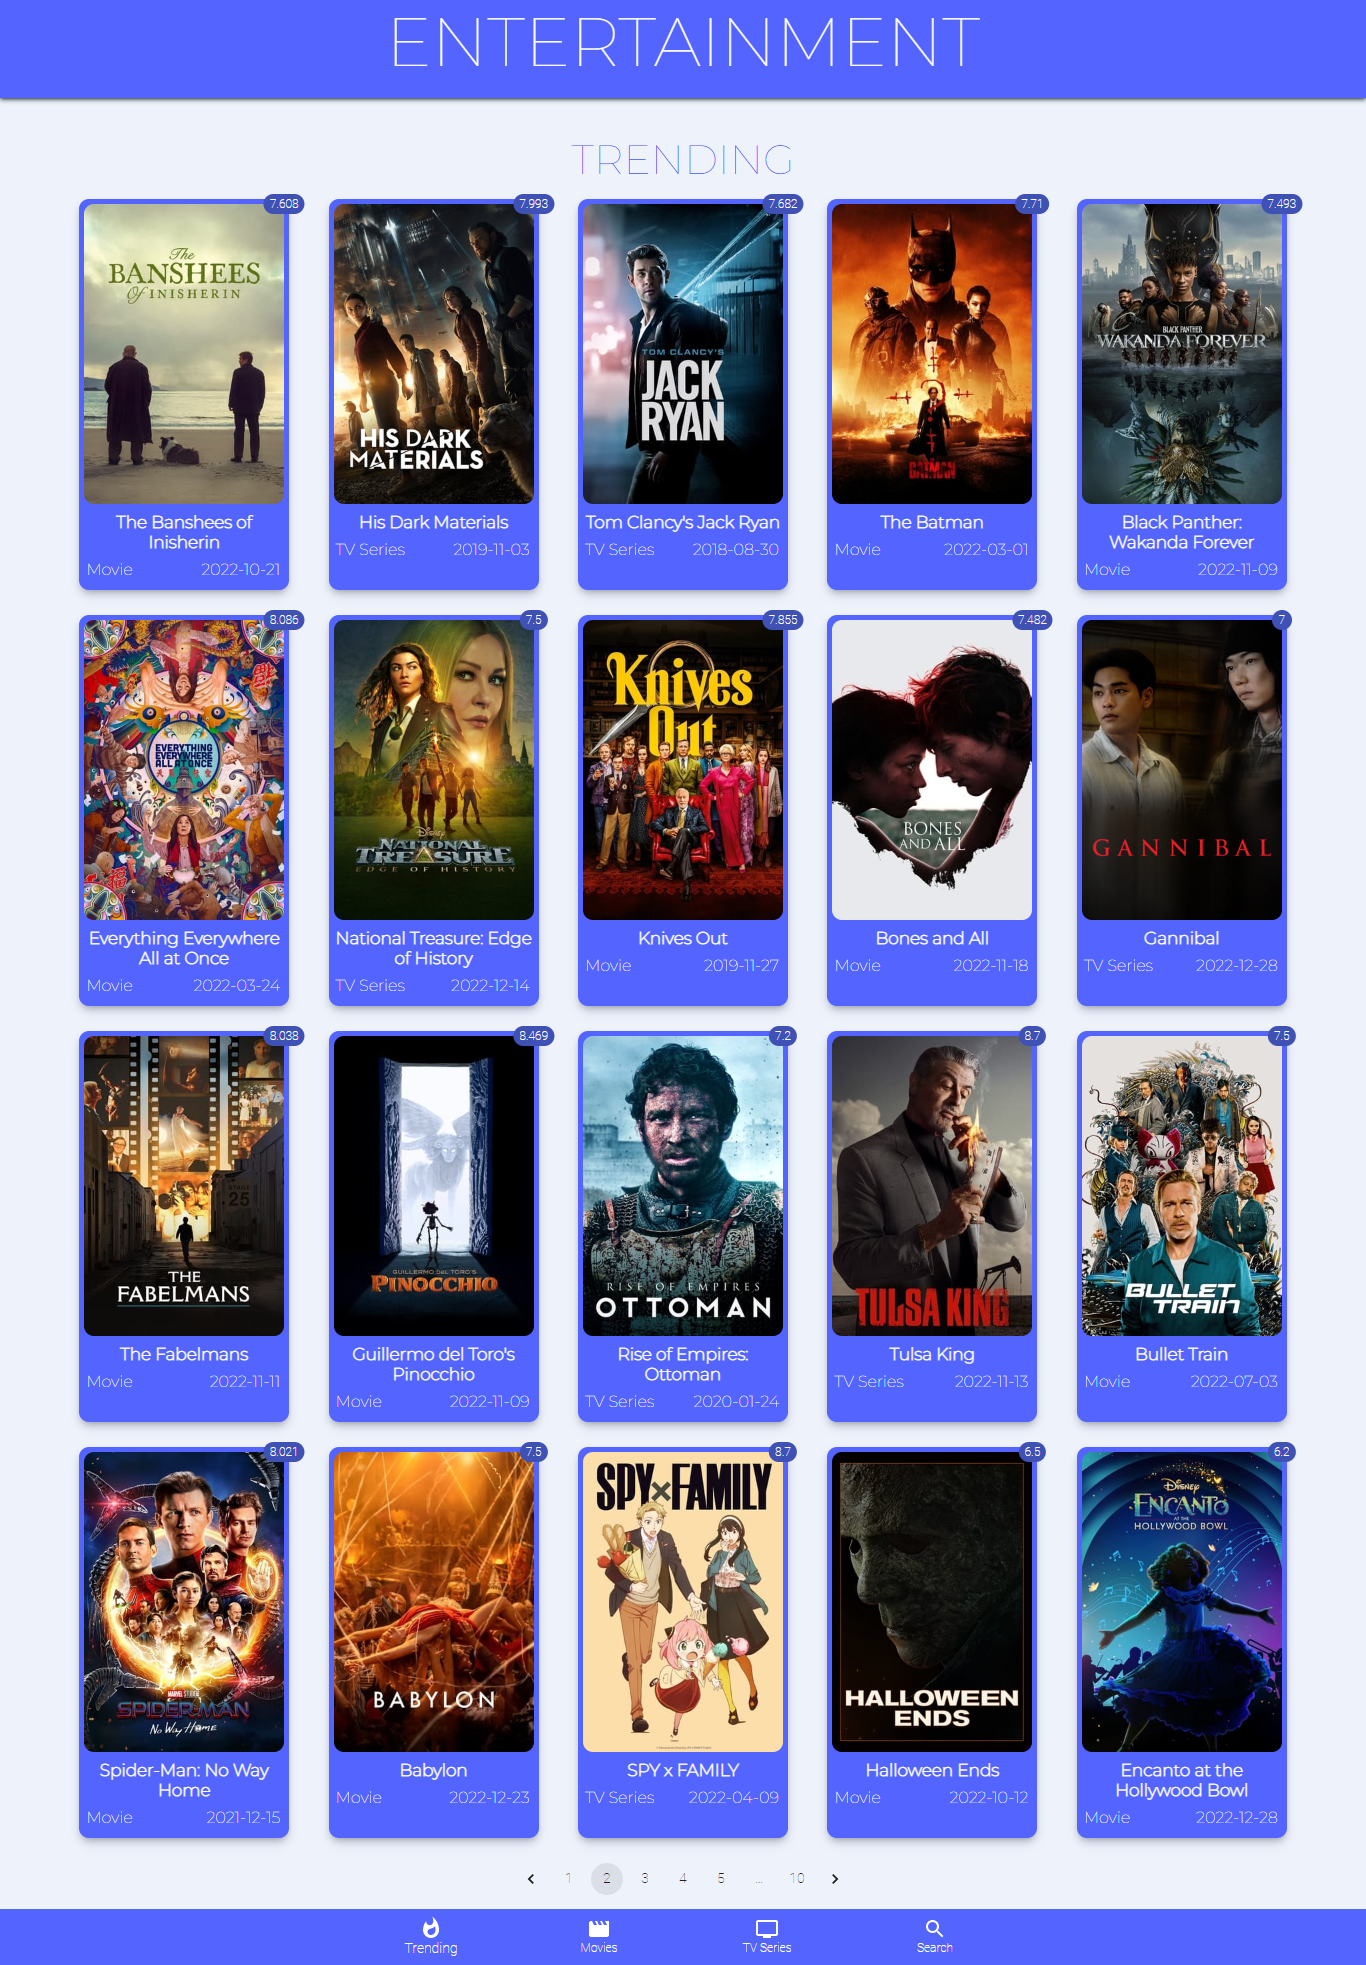 ENTERTAINMENT
TRENDING
7.608
7.993
7.682
7.71
7.493
The
BANSHEES
Of INISHERIN
HIS DARK
MATERIALS
TOM CLANCY'S
JACK
RYAN
BATMAN
BLACK PANTHER
WAKANDA FOREVER
The Banshees of
Inisherin
Movie 2022-10-21
His Dark Materials
TV Series 2019-11-03
Tom Clancy's Jack Ryan
TV Series 2018-08-30
The Batman
Movie 2022-03-01
Black Panther:
Wakanda Forever
Movie 2022-11-09
8.086
7.5
7.855
7.482
7
EVERYTHING
EVERYWHERE
ALL AT ONCE
Disney
NATIONAL
TREASURE
EDGE OF HISTORY
Knives
Out
BONES
AND ALL
GANNIBAL
Everything Everywhere
All at Once
Movie 2022-03-24
National Treasure: Edge
of History
TV Series 2022-12-14
Knives Out
Movie 2019-11-27
Bones and All
Movie 2022-11-18
Gannibal
TV Series 2022-12-28
8.038
8.469
7.2
8.7
7.5
STAGE
25
THE
FABELMANS
GUILLERMO DEL TORO'S
PINOCCHIO
RISE OF EMPIRES
OTTOMAN
TULSA KING
BULLET
TRAIN
The Fabelmans
Movie 2022-11-11
Guillermo del Toro's
Pinocchio
Movie 2022-11-09
Rise of Empires:
Ottoman
TV Series 2020-01-24
Tulsa King
TV Series 2022-11-13
Bullet Train
Movie 2022-07-03
8.021
7.5
8.7
6.5
6.2
MARVEL STUDIOS
SPIDER-MAN
No Way Home
BABYLON
SPY×FAMILY
HALLOWEEN
ENDS
Disney
ENCANTO
AT THE
HOLLYWOOD BOWL
Spider-Man: No Way
Home
Movie 2021-12-15
Babylon
Movie 2022-12-23
SPY x FAMILY
TV Series 2022-04-09
Halloween Ends
Movie 2022-10-12
Encanto at the
Hollywood Bowl
Movie 2022-12-28
1 2 3 4 5 ... 10
Trending Movies TV Series Search